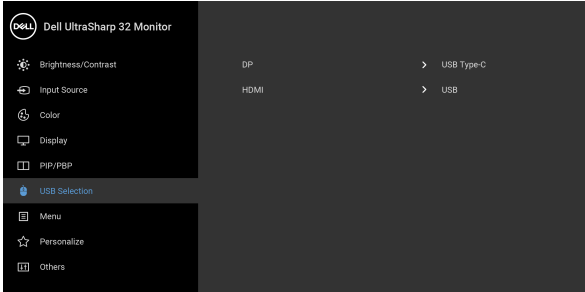 DELL Dell UltraSharp 32 Monitor
Brightness/Contrast
DP > USB Type-C
Input Source
HDMI > USB
Color
Display
PIP/PBP
USB Selection
Menu
Personalize
Others